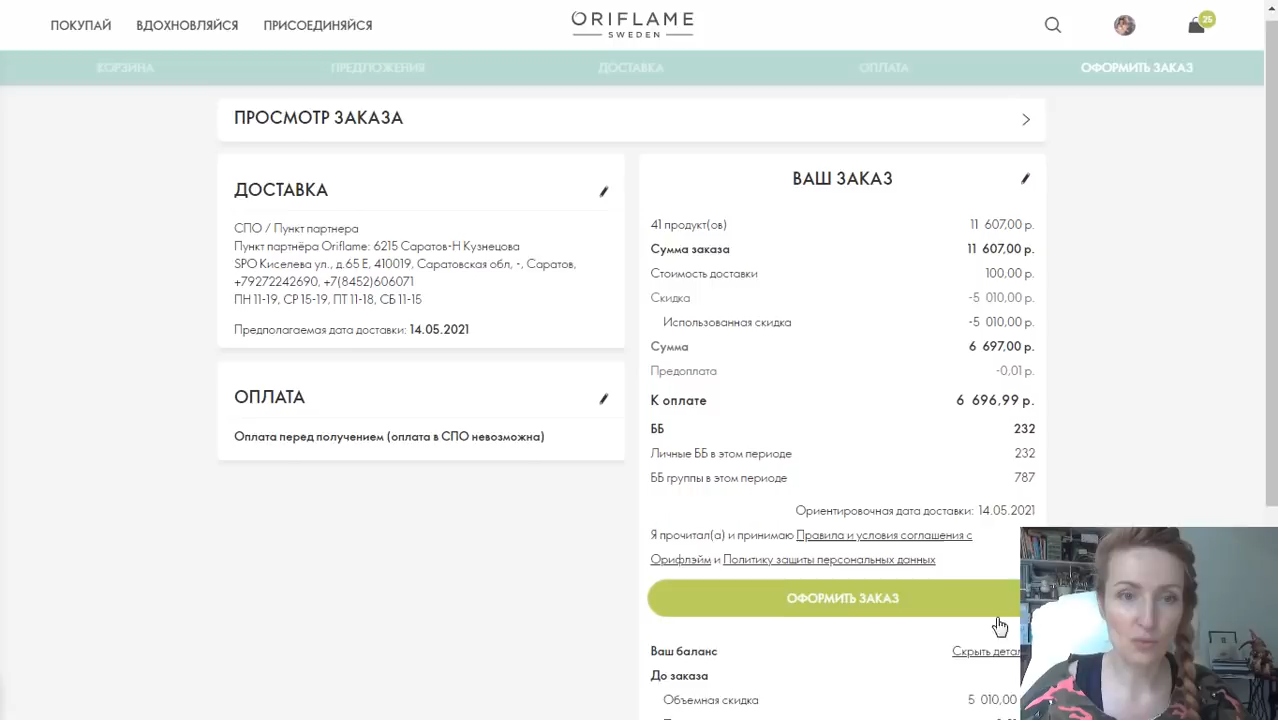 ПОКУПАЙ ВДОХНОВЛЯЙСЯ ПРИСОЕДИНЯЙСЯ
ORIFLAME
SWEDEN
26
КОРЗИНА ПРЕДЛОЖЕНИЯ ДОСТАВКА ОПЛАТА ОФОРМИТЬ ЗАКАЗ
ПРОСМОТР ЗАКАЗА
ДОСТАВКА
СПО / Пункт партнера
Пункт партнёра Oriflame: 6215 Саратов-Н Кузнецова
SPO Киселева ул., д.65 Е, 410019, Саратовская обл, -, Саратов,
+79272242690, +7(8452)606071
ПН 11-19, СР 15-19, ПТ 11-18, СБ 11-15
Предполагаемая дата доставки: 14.05.2021
ОПЛАТА
Оплата перед получением (оплата в СПО невозможна)
ВАШ ЗАКАЗ
41 продукт(ов) 11 607,00 р.
Сумма заказа 11 607,00 р.
Стоимость доставки 100,00 р.
Скидка -5 010,00 р.
Использованная скидка -5 010,00 р.
Сумма 6 697,00 р.
Предоплата -0,01 р.
К оплате 6 696,99 р.
ББ 232
Личные ББ в этом периоде 232
ББ группы в этом периоде 787
Ориентировочная дата доставки: 14.05.2021
Я прочитал(а) и принимаю Правила и условия соглашения с
Орифлэйм и Политику защиты персональных данных
ОФОРМИТЬ ЗАКАЗ
Ваш баланс Скрыть
До заказа
Объемная скидка 5 010,00